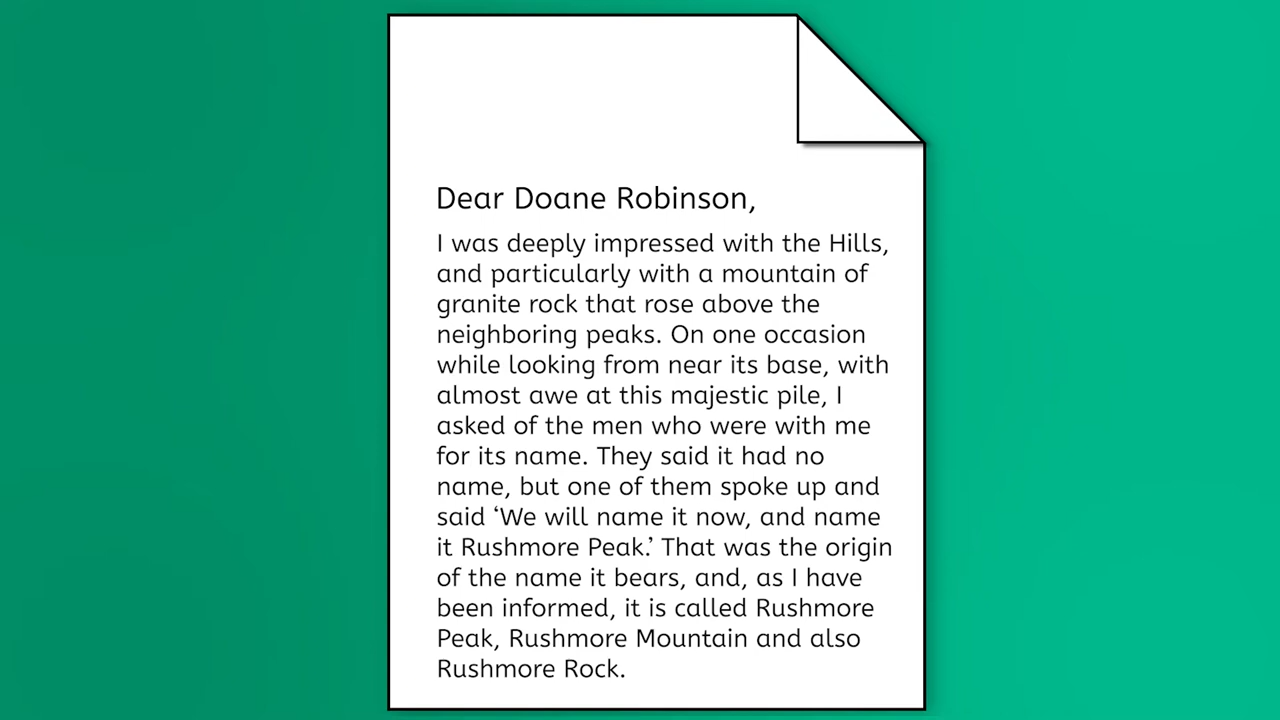 Dear Doane Robinson,
I was deeply impressed with the Hills,
and particularly with a mountain of
granite rock that rose above the
neighboring peaks. On one occasion
while looking from near its base, with
almost awe at this majestic pile, I
asked of the men who were with me
for its name. They said it had no
name, but one of them spoke up and
said ‘We will name it now, and name
it Rushmore Peak.’ That was the origin
of the name it bears, and, as I have
been informed, it is called Rushmore
Peak, Rushmore Mountain and also
Rushmore Rock.